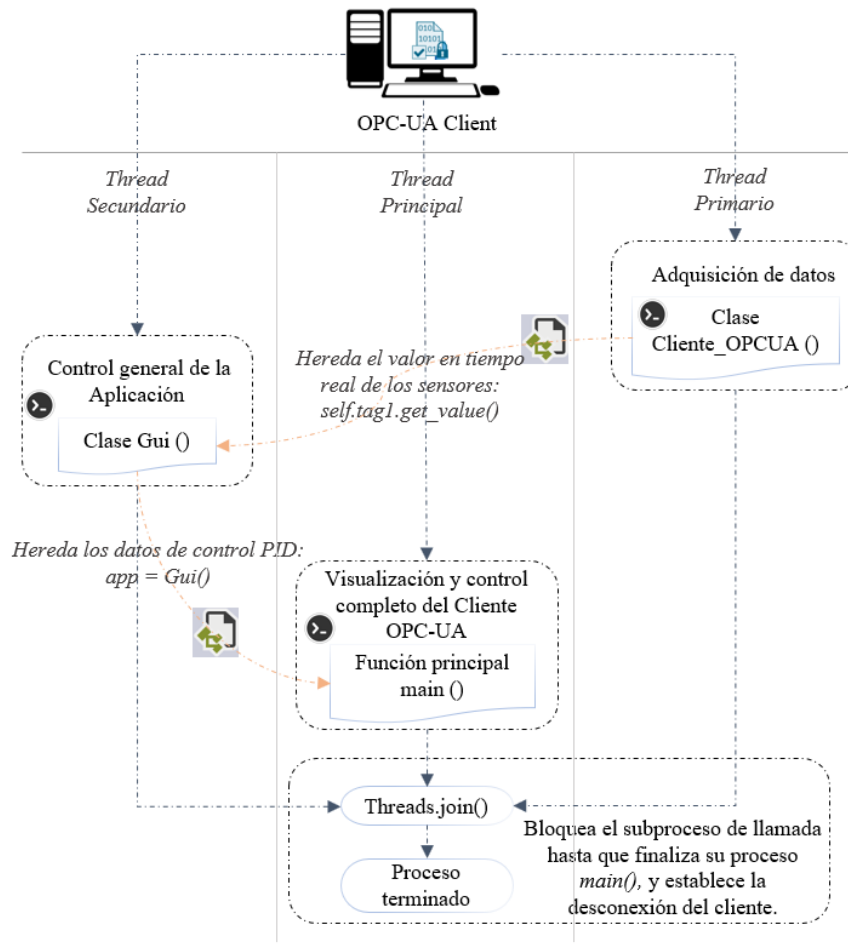 OPC-UA Client
Thread
Secundario
Thread
Principal
Thread
Primario
Adquisición de datos
Clase
Cliente_OPCUA ()
Hereda el valor en tiempo
real de los sensores:
self.tag1.get_value()
Control general de la
Aplicación
Clase Gui ()
Hereda los datos de control PID:
app = Gui()
Visualización y control
completo del Cliente
OPC-UA
Función principal
main ()
Threads.join()
Bloquea el subproceso de llamada
hasta que finaliza su proceso
main(), y establece la
desconexión del cliente.
Proceso
terminado